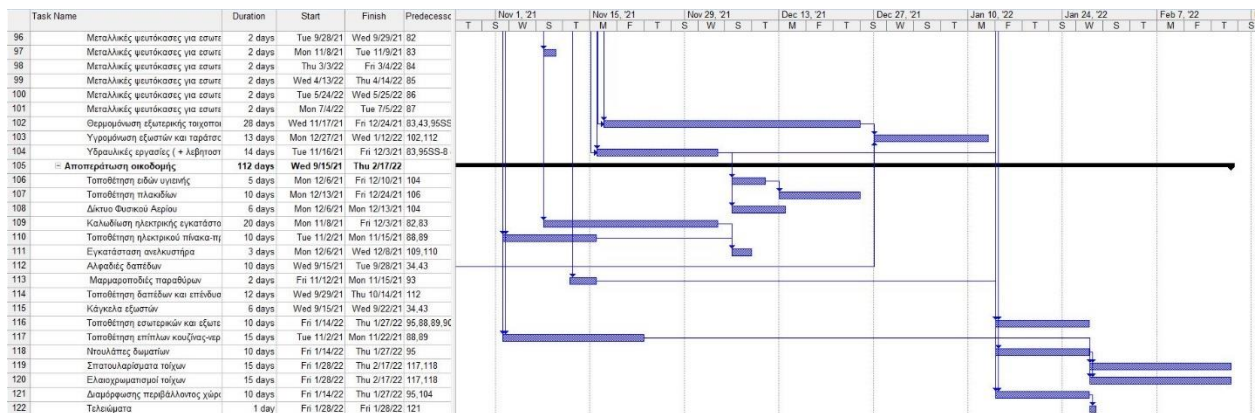 Task Name Duration Start Finish Predecesso Nov 1, '21 Nov 15, '21 Nov 29, '21 Dec 13, '21 Dec 27, '21 Jan 10, '22 Jan 24, '22 Feb 7, '22
T S W S T M F T S W S T M F T S W S T M F T S W S T M F T S
96 Μεταλλικές ψευτόκασες για εσωτε 2 days Tue 9/28/21 Wed 9/29/21 82
97 Μεταλλικές ψευτόκασες για εσωτε 2 days Mon 11/8/21 Tue 11/9/21 83
98 Μεταλλικές ψευτόκασες για εσωτε 2 days Thu 3/3/22 Fri 3/4/22 84
99 Μεταλλικές ψευτόκασες για εσωτε 2 days Wed 4/13/22 Thu 4/14/22 85
100 Μεταλλικές ψευτόκασες για εσωτε 2 days Tue 5/24/22 Wed 5/25/22 86
101 Μεταλλικές ψευτόκασες για εσωτε 2 days Mon 7/4/22 Tue 7/5/22 87
102 Θερμομόνωση εξωτερικής τοιχοποι 28 days Wed 11/17/21 Fri 12/24/21 83,43,95SS
103 Υγρομόνωση εξωστών και ταράτσα 13 days Mon 12/27/21 Wed 1/12/22 102,112
104 Υδραυλικές εργασίες ( + λεβητοστ 14 days Tue 11/16/21 Fri 12/3/21 83,95SS-8
105 Αποπεράτωση οικοδομής 112 days Wed 9/15/21 Thu 2/17/22
106 Τοποθέτηση ειδών υγιεινής 5 days Mon 12/6/21 Fri 12/10/21 104
107 Τοποθέτηση πλακιδίων 10 days Mon 12/13/21 Fri 12/24/21 106
108 Δίκτυο Φυσικού Αερίου 6 days Mon 12/6/21 Mon 12/13/21 104
109 Καλωδίωση ηλεκτρικής εγκατάστο 20 days Mon 11/8/21 Fri 12/3/21 82,83
110 Τοποθέτηση ηλεκτρικού πίνακα-πρ 10 days Tue 11/2/21 Mon 11/15/21 88,89
111 Εγκατάσταση ανελκυστήρα 3 days Mon 12/6/21 Wed 12/8/21 109,110
112 Αλφαδιές δαπέδων 10 days Wed 9/15/21 Tue 9/28/21 34,43
113 Μαρμαροποδιές παραθύρων 2 days Fri 11/12/21 Mon 11/15/21 93
114 Τοποθέτηση δαπέδων και επένδυσ 12 days Wed 9/29/21 Thu 10/14/21 112
115 Κάγκελα εξωστών 6 days Wed 9/15/21 Wed 9/22/21 34,43
116 Τοποθέτηση εσωτερικών και εξωτε 10 days Fri 1/14/22 Thu 1/27/22 95,88,89,90
117 Τοποθέτηση επίπλων κουζίνας-νερ 15 days Tue 11/2/21 Mon 11/22/21 88,89
118 Ντουλάπες δωματίων 10 days Fri 1/14/22 Thu 1/27/22 95
119 Σπατουλαρίσματα τοίχων 15 days Fri 1/28/22 Thu 2/17/22 117,118
120 Ελαιοχρωματισμοί τοίχων 15 days Fri 1/28/22 Thu 2/17/22 117,118
121 Διαμόρφωσης περιβάλλοντος χώρο 10 days Fri 1/14/22 Thu 1/27/22 95,104
122 Τελειώματα 1 day Fri 1/28/22 Fri 1/28/22 121